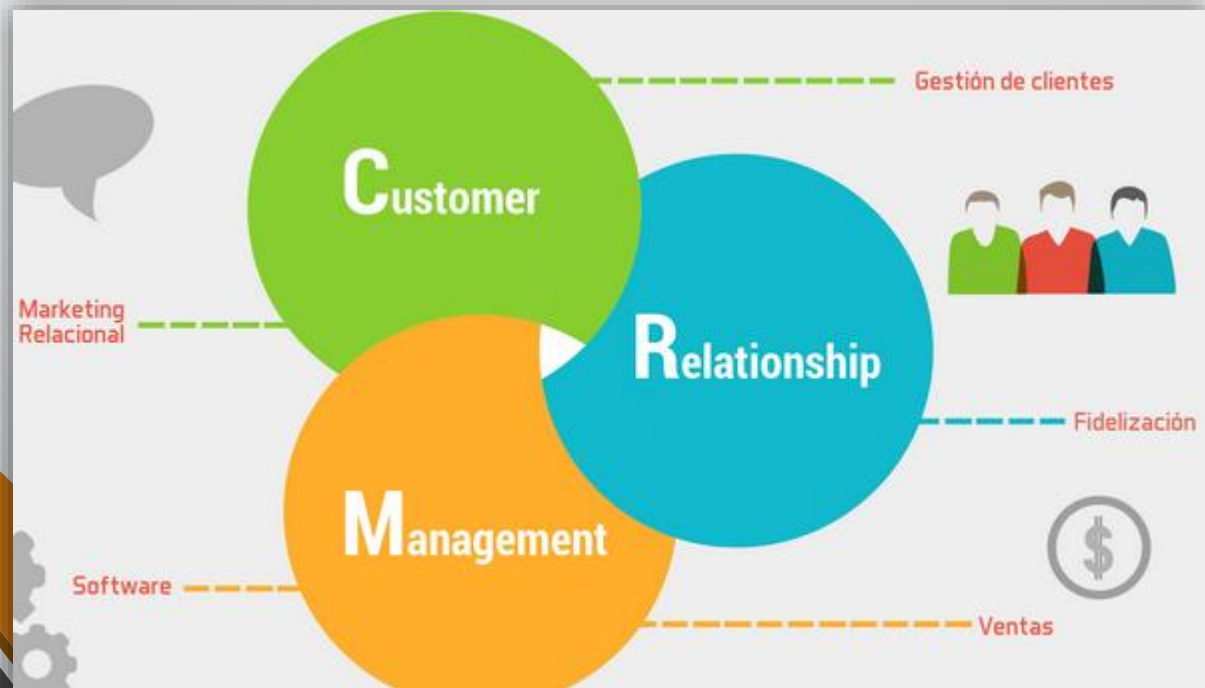 Gestión de clientes
Customer
Marketing
Relacional
Relationship
Fidelización
Management
Software
Ventas
$